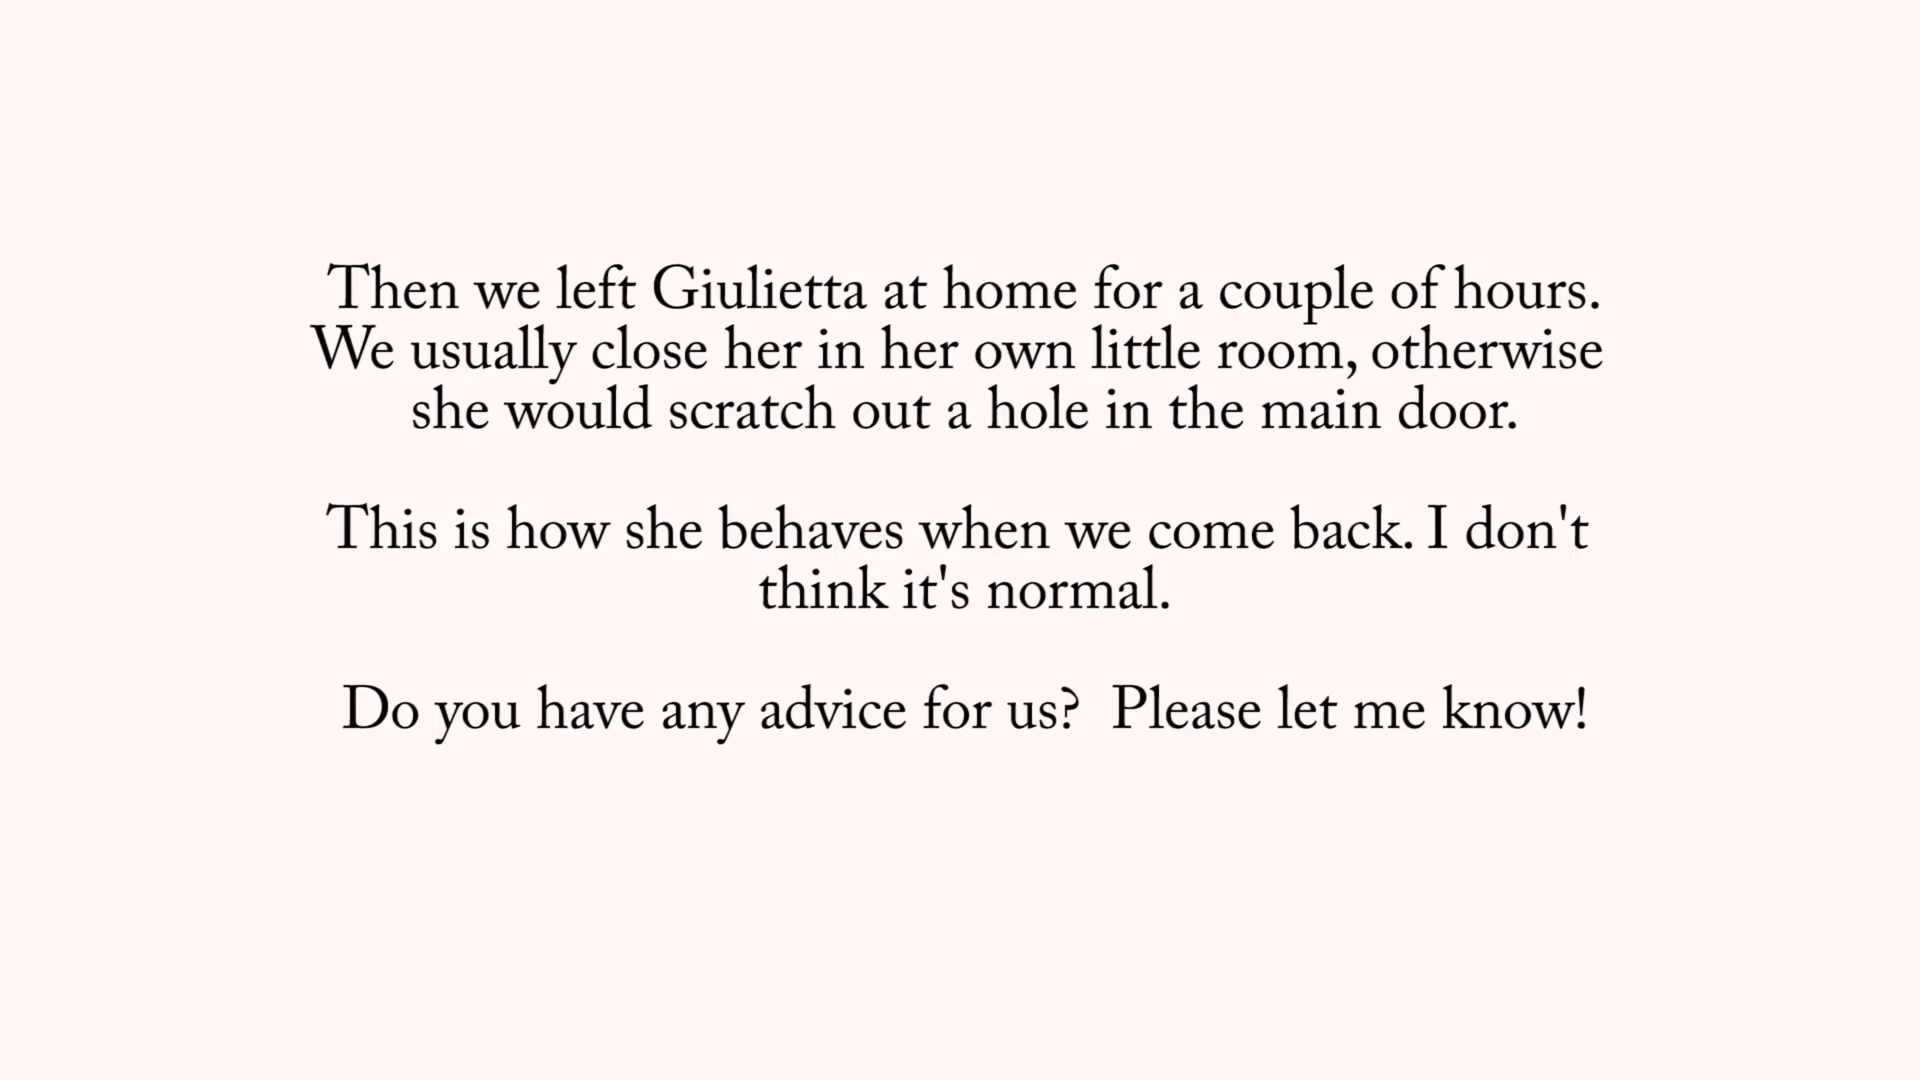 Then we left Giulietta at home for a couple of hours.
We usually close her in her own little room, otherwise
she would scratch out a hole in the main door.
This is how she behaves when we come back. I don't
think it's normal.
Do you have any advice for us?  Please let me know!